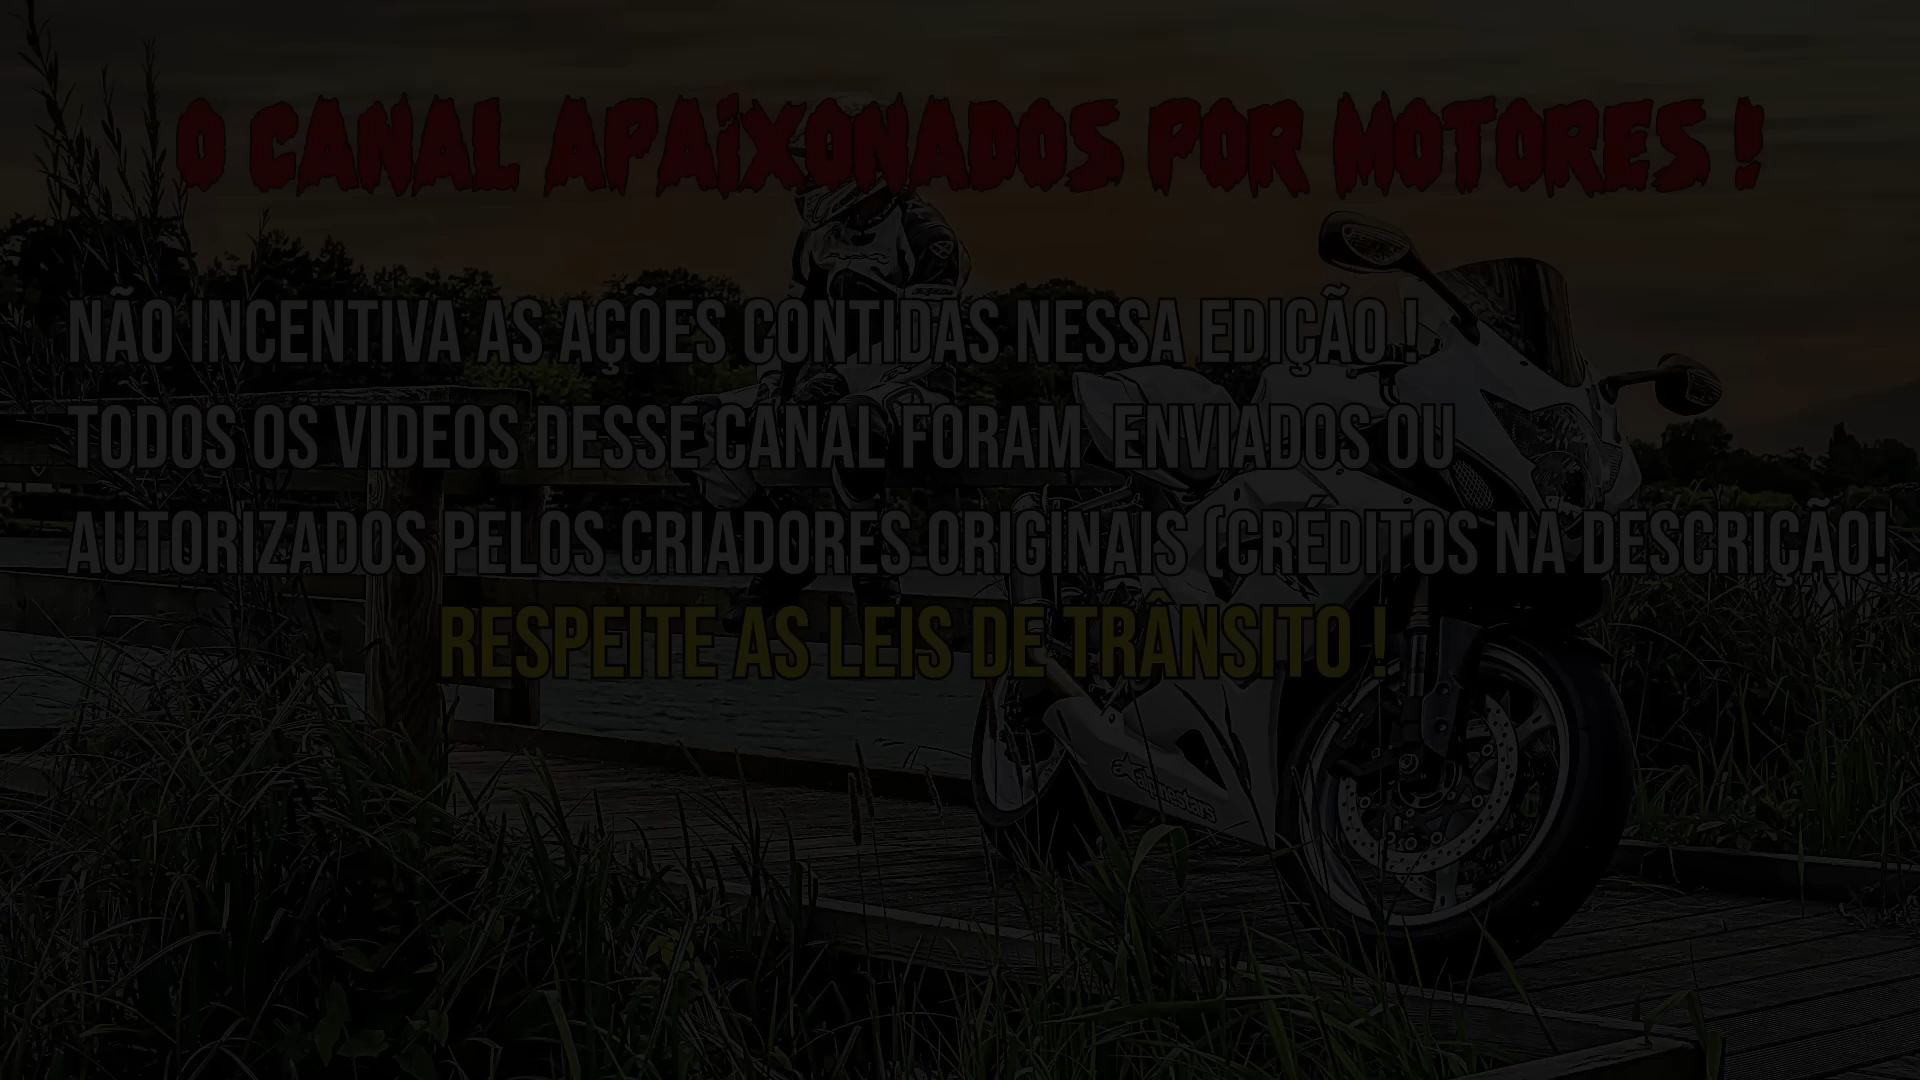 O CANAL APAIXONADOS POR MOTORES !
NÃO INCENTIVA AS AÇÕES CONTIDAS NESSA EDIÇÃO !
TODOS OS VIDEOS DESSE CANAL FORAM ENVIADOS OU
AUTORIZADOS PELOS CRIADORES ORIGINAIS (CRÉDITOS NA DESCRIÇÃO!
RESPEITE AS LEIS DE TRÂNSITO !
alpinestars